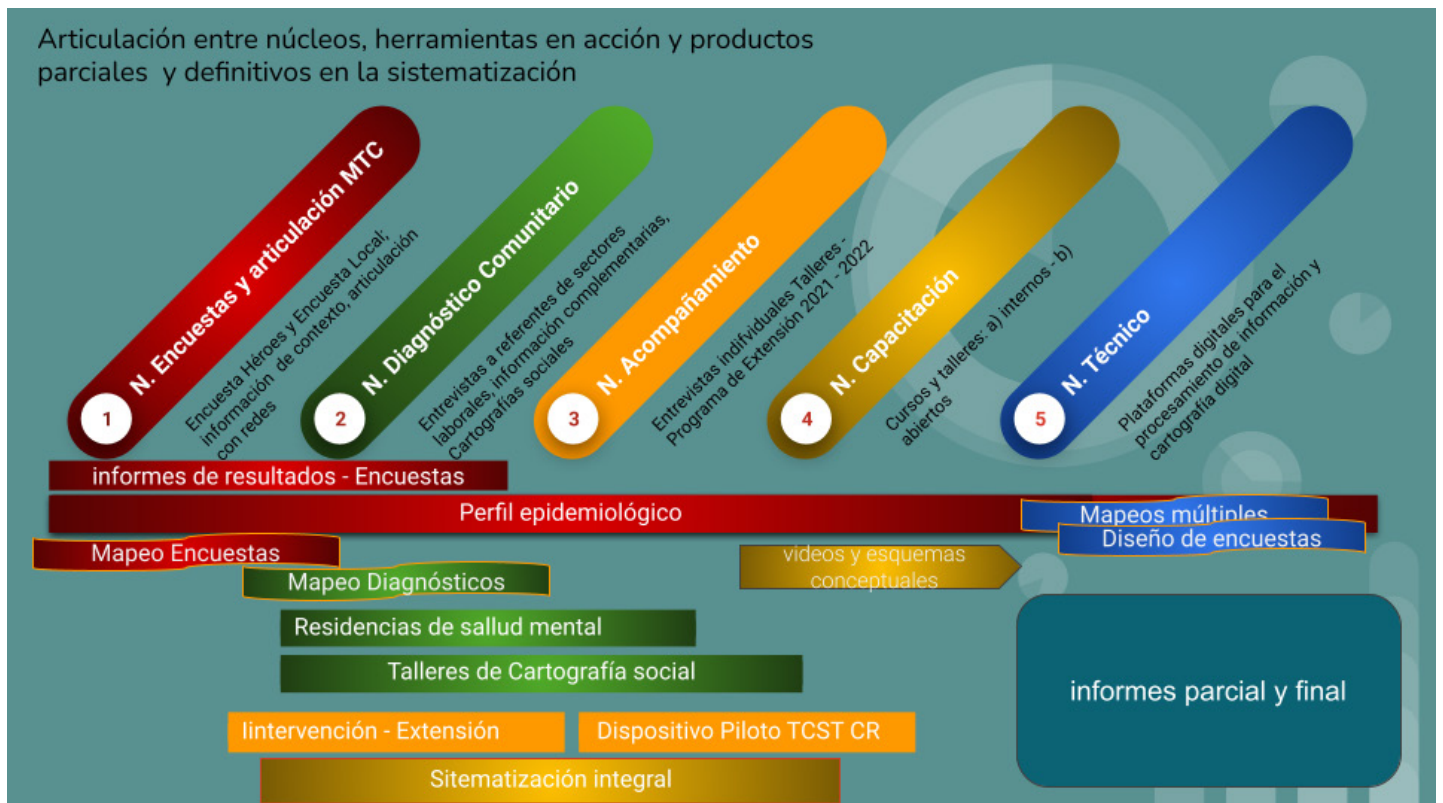 Articulación entre núcleos, herramientas en acción y productos
parciales y definitivos en la sistematización
N. Encuestas y articulación MTC
1
Encuesta Héroes y Encuesta Local;
información de contexto, articulación
con redes
N. Diagnóstico Comunitario
2
Entrevistas a referentes de sectores
laborales, información complementarias,
Cartografías sociales
N. Acompañamiento
3
Entrevistas indifviduales Talleres -
Programa de Extensión 2021 - 2022
N. Capacitación
4
Cursos y talleres: a) internos - b)
abiertos
N. Técnico
5
Plataformas digitales para el
procesamiento de información y
cartografía digital
informes de resultados - Encuestas
Perfil epidemiológico
Mapeos múltiples
Diseño de encuestas
Mapeo Encuestas
videos y esquemas
conceptuales
Mapeo Diagnósticos
Residencias de sallud mental
Talleres de Cartografía social
informes parcial y final
Iintervención - Extensión
Dispositivo Piloto TCST CR
Sitematización integral